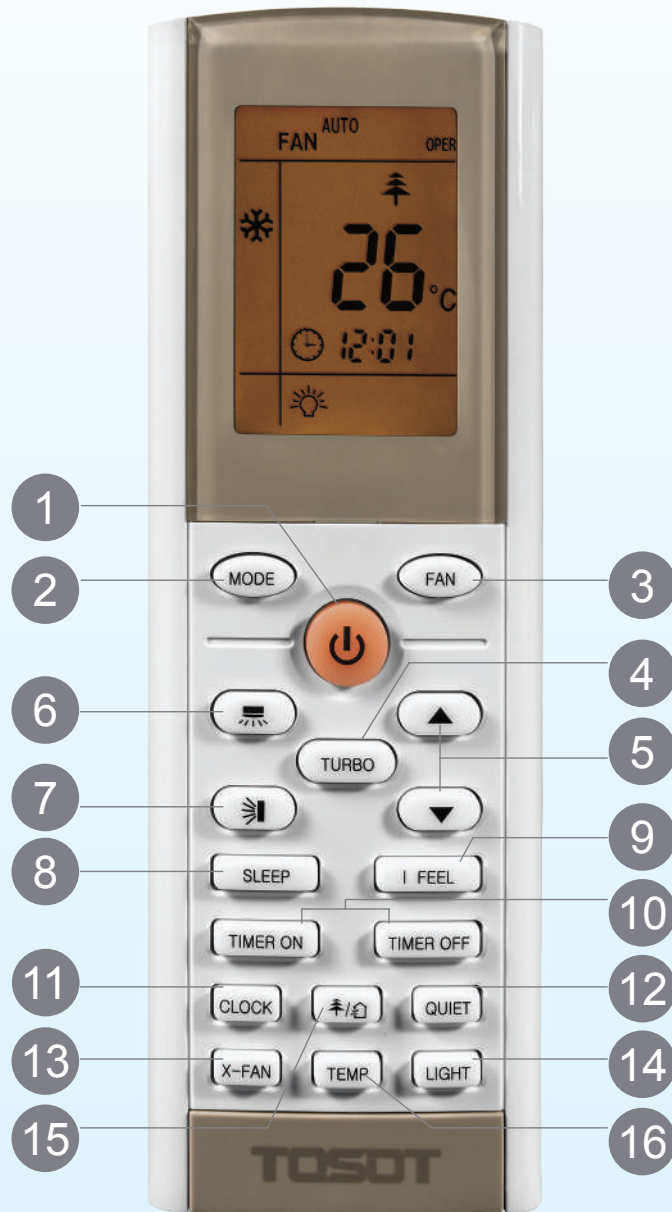 AUTO
FAN
OPER
26 °C
12:01
1
2 MODE FAN 3
4
6
TURBO
5
7
9
8 SLEEP I FEEL
10
TIMER ON TIMER OFF
11
12
CLOCK QUIET
13 X-FAN TEMP LIGHT 14
15
16
TOSOT